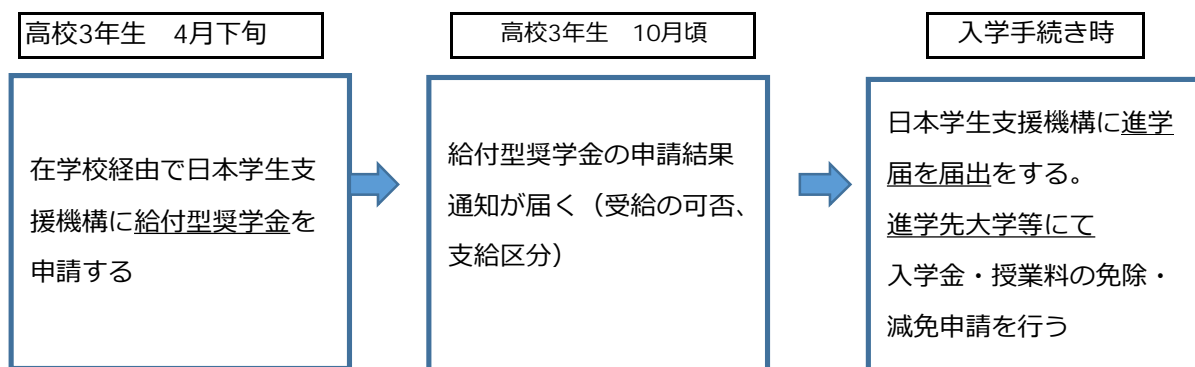 高校3年生　4月下旬
在学校経由で日本学生支
援機構に給付型奨学金を
申請する
高校3年生　10月頃
給付型奨学金の申請結果
通知が届く（受給の可否、
支給区分）
入学手続き時
日本学生支援機構に進学
届を届出をする。
進学先大学等にて
入学金・授業料の免除・
減免申請を行う